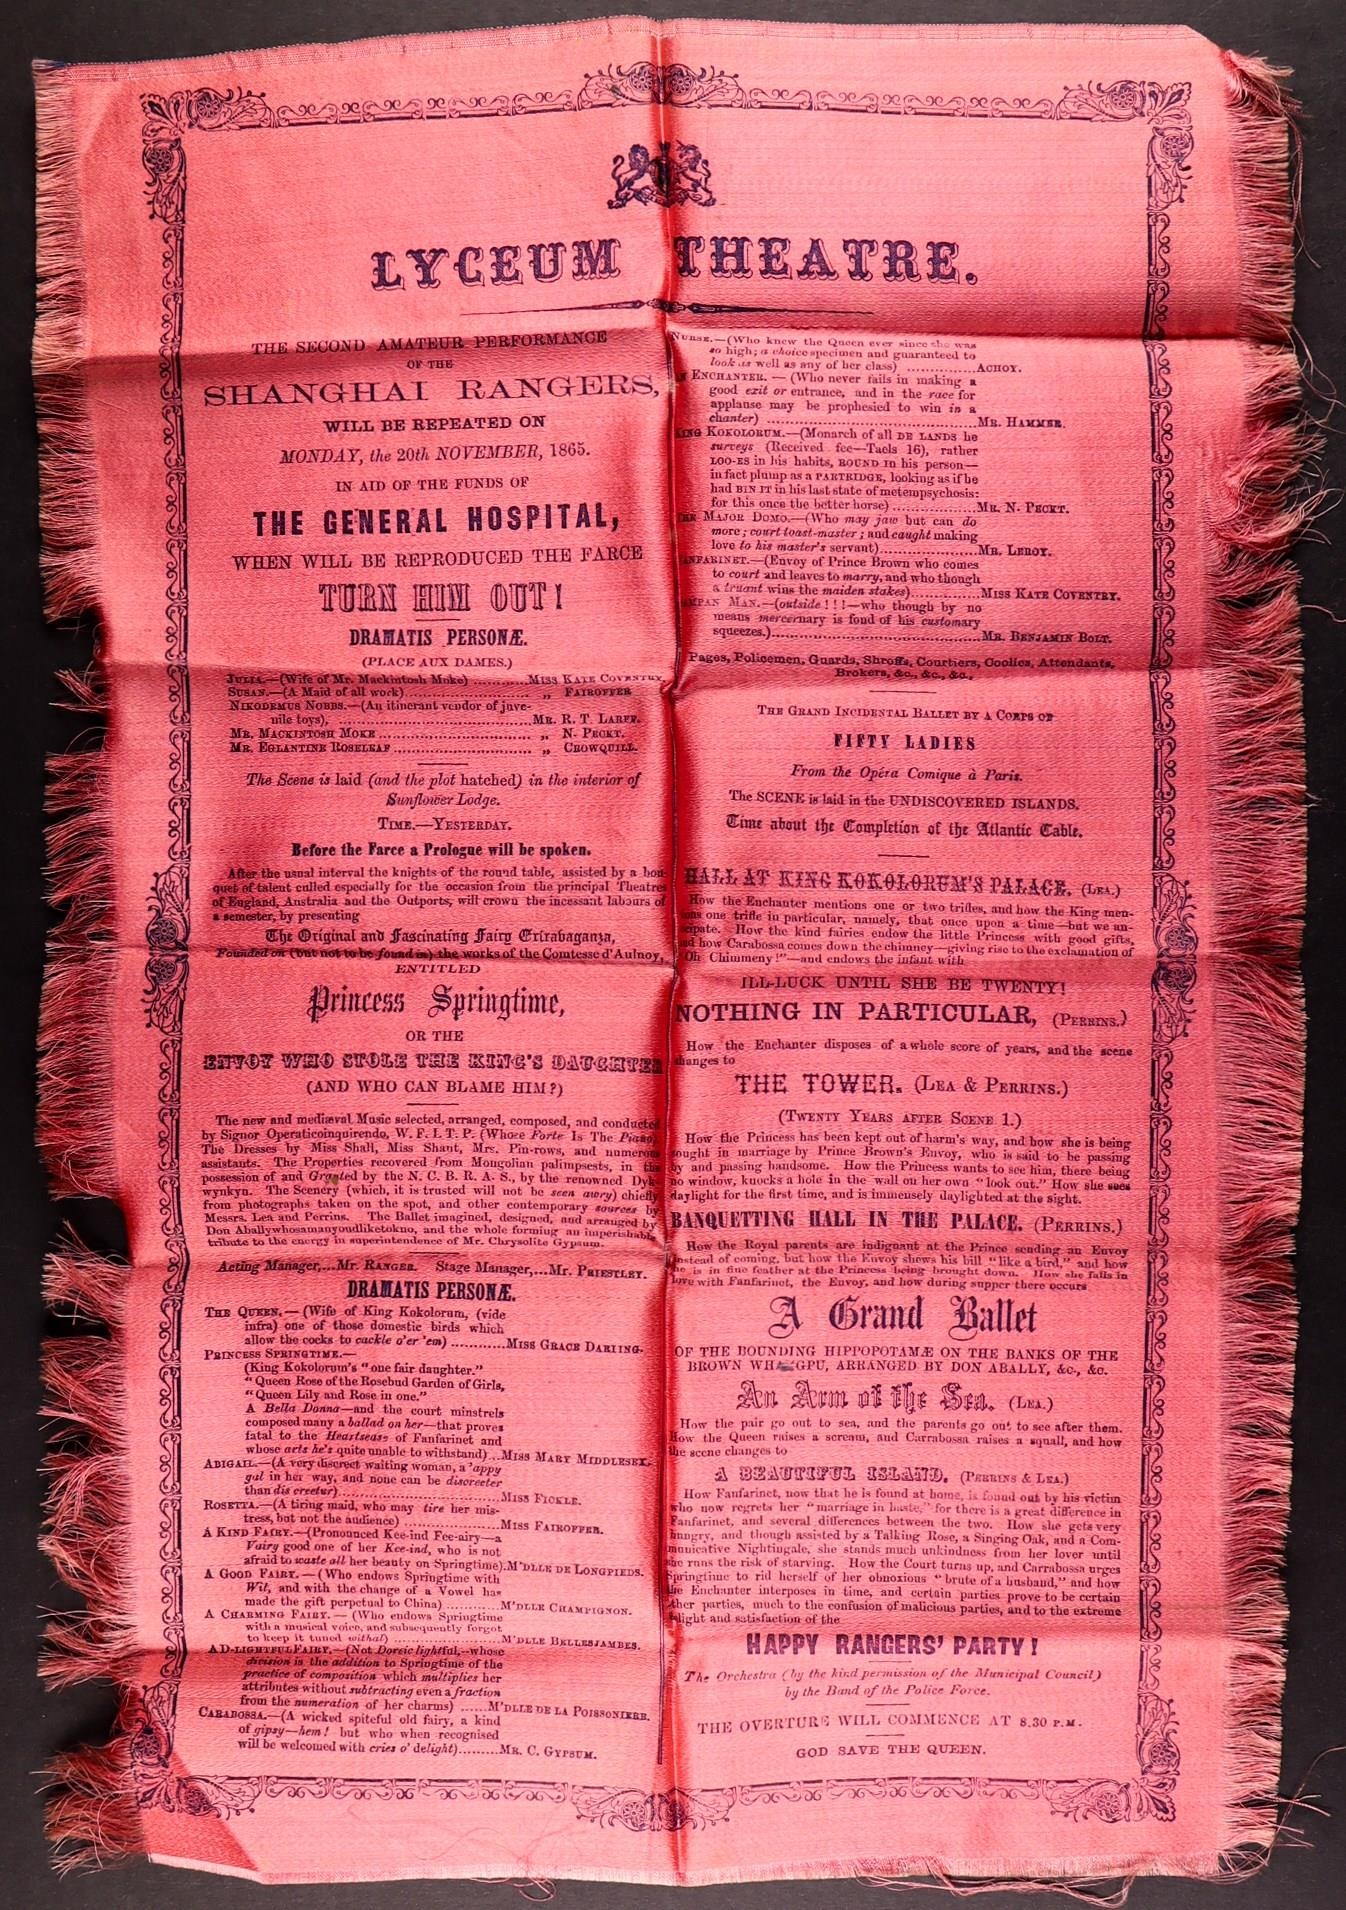 LYCEUM THEATRE.
THE SECOND AMATEUR PERFORMANCE
OF THE
SHANGHAI RANGERS,
WILL BE REPEATED ON
MONDAY, the 20th NOVEMBER, 1865.
IN AID OF THE FUNDS OF
THE GENERAL HOSPITAL,
WHEN WILL BE REPRODUCED THE FARCE
TURN HIM OUT!
DRAMATIS PERSONÆ.
(PLACE AUX DAMES.)
JULIA.—(Wife of Mr. Mackintosh Moke) ............MISS KATE COVENTRY.
SUSAN.—(A Maid of all work).............................. „ FAIROFFER
NIKODEMUS NOBBS.—(An itinerant vendor of juve-
nile toys), .............................................MR. R. T. LARFF.
MR. MACKINTOSH MOKE .................................... „ N. PECKT.
MR. EGLANTINE ROSELEAF ................................. „ CROWQUILL.
The Scene is laid (and the plot hatched) in the interior of
Sunflower Lodge.
TIME.—YESTERDAY.
Before the Farce a Prologue will be spoken.
After the usual interval the knights of the round table, assisted by a bou-
quet of talent culled especially for the occasion from the principal Theatres
of England, Australia and the Outports, will crown the incessant labours of
a semester, by presenting
The Original and Fascinating Fairy Extrabaganza,
Founded on (but not to be found in) the works of the Comtesse d'Aulnoy,
ENTITLED
Princess Springtime,
OR THE
ENVOY WHO STOLE THE KING'S DAUGHTER
(AND WHO CAN BLAME HIM?)
The new and mediæval Music selected, arranged, composed, and conducted
by Signor Operaticoinquirendo, W. F. I. T. P. (Whose Forte Is The Piano).
The Dresses by Miss Shall, Miss Shant, Mrs. Pin-rows, and numerous
assistants. The Properties recovered from Mongolian palimpsests, in the
possession of and Granted by the N. C. B. R. A. S., by the renowned Dyk-
wynkyn. The Scenery (which, it is trusted will not be seen awry) chiefly
from photographs taken on the spot, and other contemporary sources by
Messrs. Lea and Perrins. The Ballet imagined, designed, and arranged by
Don Aballywhosamanyoudliketoknu, and the whole forming an imperishable
tribute to the energy in superintendence of Mr. Chrysolite Gypsum.
Acting Manager,...Mr. RANGER. Stage Manager,...Mr. PRIESTLEY.
DRAMATIS PERSONÆ.
THE QUEEN.—(Wife of King Kokolorum, (vide
infra) one of those domestic birds which
allow the cocks to cackle o'er 'em) ............MISS GRACE DARLING.
PRINCESS SPRINGTIME.—
(King Kokolorum's "one fair daughter."
"Queen Rose of the Rosebud Garden of Girls,
"Queen Lily and Rose in one."
A Bella Donna—and the court minstrels
composed many a ballad on her—that proves
fatal to the Heartsease of Fanfarinet and
whose arts he's quite unable to withstand)...MISS MARY MIDDLESEX.
ABIGAIL.—(A very discreet waiting woman, a 'appy
gal in her way, and none can be discreeter
than dis creetur)..................................MISS FICKLE.
ROSETTA.—(A tiring maid, who may tire her mis-
tress, but not the audience) .....................MISS FAIROFFER.
A KIND FAIRY.—(Pronounced Kee-ind Fee-airy—a
Vairy good one of her Kee-ind, who is not
afraid to waste all her beauty on Springtime).M'DLLE DE LONGPIEDS.
A GOOD FAIRY.—(Who endows Springtime with
Wit, and with the change of a Vowel has
made the gift perpetual to China) ............M'DLLE CHAMPIGNON.
A CHARMING FAIRY.—(Who endows Springtime
with a musical voice, and subsequently forgot
to keep it tuned withal) ........................M'DLLE BELLESJAMBES.
A D-LIGHTFUL FAIRY.—(Not Doreic lightful,—whose
division is the addition to Springtime of the
practice of composition which multiplies her
attributes without subtracting even a fraction
from the numeration of her charms) ......M'DLLE DE LA POISSONIERE.
CARABOSSA.—(A wicked spiteful old fairy, a kind
of gipsy—hem! but who when recognised
will be welcomed with cries o' delight).........MR. C. GYPSUM.
NURSE.—(Who knew the Queen ever since she was
so high; a choice specimen and guaranteed to
look as well as any of her class) ...............ACHOY.
ENCHANTER.—(Who never fails in making a
good exit or entrance, and in the race for
applause may be prophesied to win in a
chanter) .............................................MR. HAMMER.
KING KOKOLORUM.—(Monarch of all DE LANDS he
surveys (Received fee—Taels 16), rather
LOO-ES in his habits, ROUND in his person—
in fact plump as a PARTRIDGE, looking as if he
had BIN IT in his last state of metempsychosis:
for this once the better horse) ..................MR. N. PECKT.
THE MAJOR DOMO.—(Who may jaw but can do
more; court toast-master; and caught making
love to his master's servant).....................MR. LEROY.
FANFARINET.—(Envoy of Prince Brown who comes
to court and leaves to marry, and who though
a truant wins the maiden stakes)...............MISS KATE COVENTRY.
SAMPAN MAN.—(outside!!!—who though by no
means mercernary is fond of his customary
squeezes.)............................................MR. BENJAMIN BOLT.
Pages, Policemen, Guards, Shroffs, Courtiers, Coolies, Attendants,
Brokers, &c., &c., &c.,
THE GRAND INCIDENTAL BALLET BY A CORPS OF
FIFTY LADIES
From the Opéra Comique à Paris.
The SCENE is laid in the UNDISCOVERED ISLANDS.
Time about the Completion of the Atlantic Cable.
HALL AT KING KOKOLORUM'S PALACE. (LEA.)
How the Enchanter mentions one or two trifles, and how the King men-
tions one trifle in particular, namely, that once upon a time—but we an-
ticipate. How the kind fairies endow the little Princess with good gifts,
and how Carabossa comes down the chimney—giving rise to the exclamation of
"Oh Chimmeny!"—and endows the infant with
ILL-LUCK UNTIL SHE BE TWENTY!
NOTHING IN PARTICULAR, (PERRINS.)
How the Enchanter disposes of a whole score of years, and the scene
changes to
THE TOWER. (LEA & PERRINS.)
(TWENTY YEARS AFTER SCENE 1.)
How the Princess has been kept out of harm's way, and how she is being
sought in marriage by Prince Brown's Envoy, who is said to be passing
by and passing handsome. How the Princess wants to see him, there being
no window, knocks a hole in the wall on her own "look out." How she sees
daylight for the first time, and is immensely daylighted at the sight.
BANQUETTING HALL IN THE PALACE. (PERRINS.)
How the Royal parents are indignant at the Prince sending an Envoy
instead of coming, but how the Envoy shews his bill "like a bird," and how
he is in fine feather at the Princess being brought down. How she falls in
love with Fanfarinet, the Envoy, and how during supper there occurs
A Grand Ballet
OF THE BOUNDING HIPPOPOTAMÆ ON THE BANKS OF THE
BROWN WHANGPU, ARRANGED BY DON ABALLY, &c., &c.
An Arm of the Sea. (LEA.)
How the pair go out to sea, and the parents go out to see after them.
How the Queen raises a scream, and Carrabossa raises a squall, and how
the scene changes to
A BEAUTIFUL ISLAND. (PERRINS & LEA.)
How Fanfarinet, now that he is found at home, is found out by his victim
who now regrets her "marriage in haste," for there is a great difference in
Fanfarinet, and several differences between the two. How she gets very
hungry, and though assisted by a Talking Rose, a Singing Oak, and a Com-
municative Nightingale, she stands much unkindness from her lover until
she runs the risk of starving. How the Court turns up, and Carrabossa urges
Springtime to rid herself of her obnoxious "brute of a husband," and how
the Enchanter interposes in time, and certain parties prove to be certain
other parties, much to the confusion of malicious parties, and to the extreme
delight and satisfaction of the
HAPPY RANGERS' PARTY!
The Orchestra (by the kind permission of the Municipal Council)
by the Band of the Police Force.
THE OVERTURE WILL COMMENCE AT 8.30 P.M.
GOD SAVE THE QUEEN.